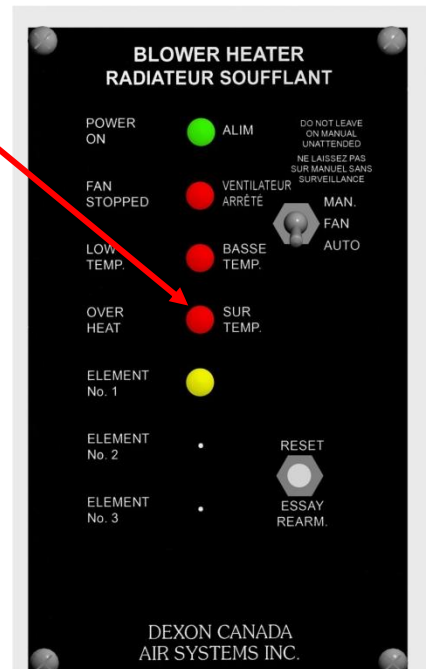 BLOWER HEATER
RADIATEUR SOUFFLANT
POWER
ON
ALIM
DO NOT LEAVE
ON MANUAL
UNATTENDED
NE LAISSEZ PAS
SUR MANUEL SANS
SURVEILLANCE
FAN
STOPPED
VENTILATEUR
ARRÊTÉ
MAN.
FAN
AUTO
LOW
TEMP.
BASSE
TEMP.
OVER
HEAT
SUR
TEMP.
ELEMENT
No. 1
ELEMENT
No. 2
RESET
ELEMENT
No. 3
ESSAY
REARM.
DEXON CANADA
AIR SYSTEMS INC.